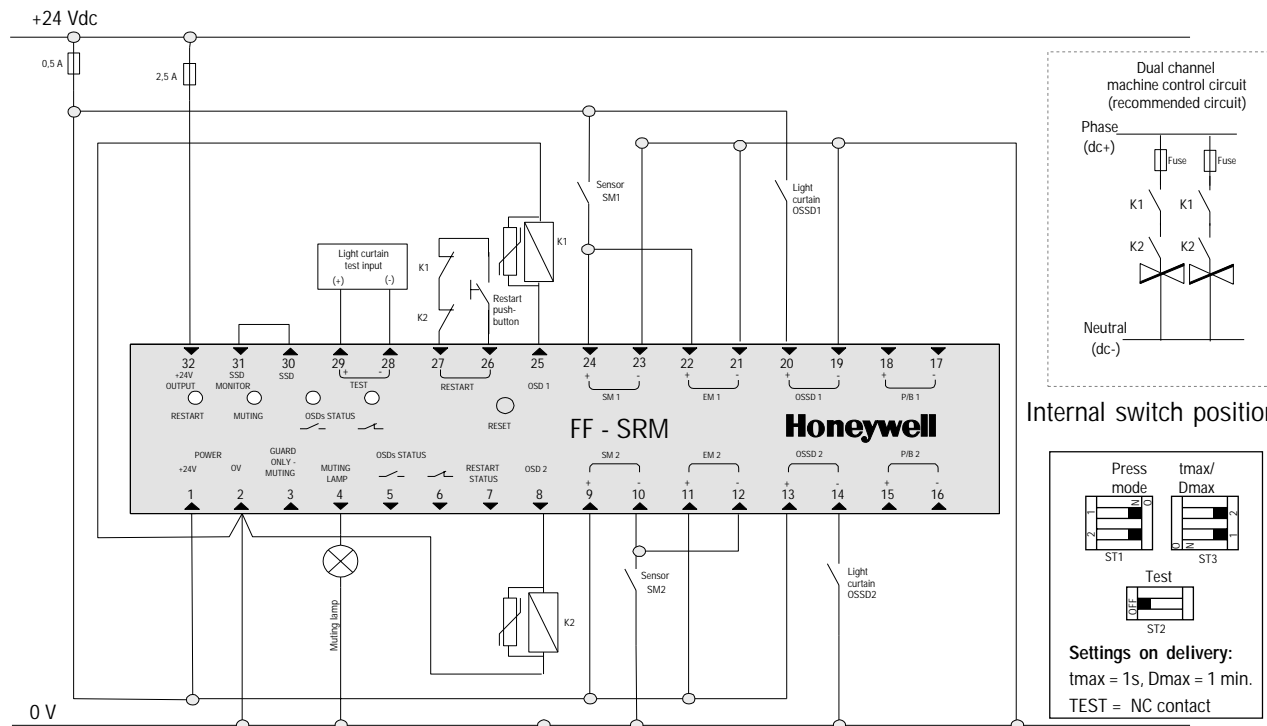 +24 Vdc
0,5 A
2,5 A
Dual channel
machine control circuit
(recommended circuit)
Phase
(dc+)
Fuse
Fuse
K1
K1
K2
K2
Neutral
(dc-)
Sensor
SM1
Light
curtain
OSSD1
Light curtain
test input
(+)
(-)
K1
K2
Restart
push-
button
K1
32 31 30 29 28 27 26 25 24 23 22 21 20 19 18 17
+24V
OUTPUT
SSD
MONITOR
SSD
+ -
TEST
RESTART
OSD 1
+ -
SM 1
+ -
EM 1
+ -
OSSD 1
+ -
P/B 1
RESTART
MUTING
OSDs STATUS
RESET
FF - SRM
Honeywell
POWER
+24V
OV
GUARD
ONLY -
MUTING
MUTING
LAMP
OSDs STATUS
RESTART
STATUS
OSD 2
SM 2
+ -
EM 2
+ -
OSSD 2
+ -
P/B 2
+ -
1 2 3 4 5 6 7 8 9 10 11 12 13 14 15 16
Internal switch position
Press
mode
tmax/
Dmax
1
2
N
O
ST1
2
1
O
N
ST3
Test
OFF
ST2
Settings on delivery:
tmax = 1s, Dmax = 1 min.
TEST = NC contact
Muting lamp
K2
Sensor
SM2
Light
curtain
OSSD2
0 V